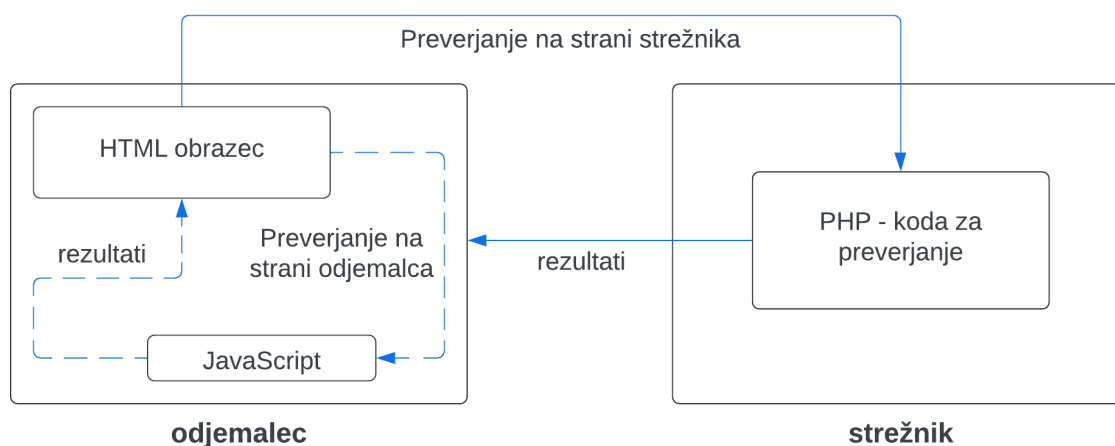 Preverjanje na strani strežnika
HTML obrazec
rezultati
Preverjanje na
strani odjemalca
JavaScript
odjemalec
rezultati
PHP - koda za
preverjanje
strežnik